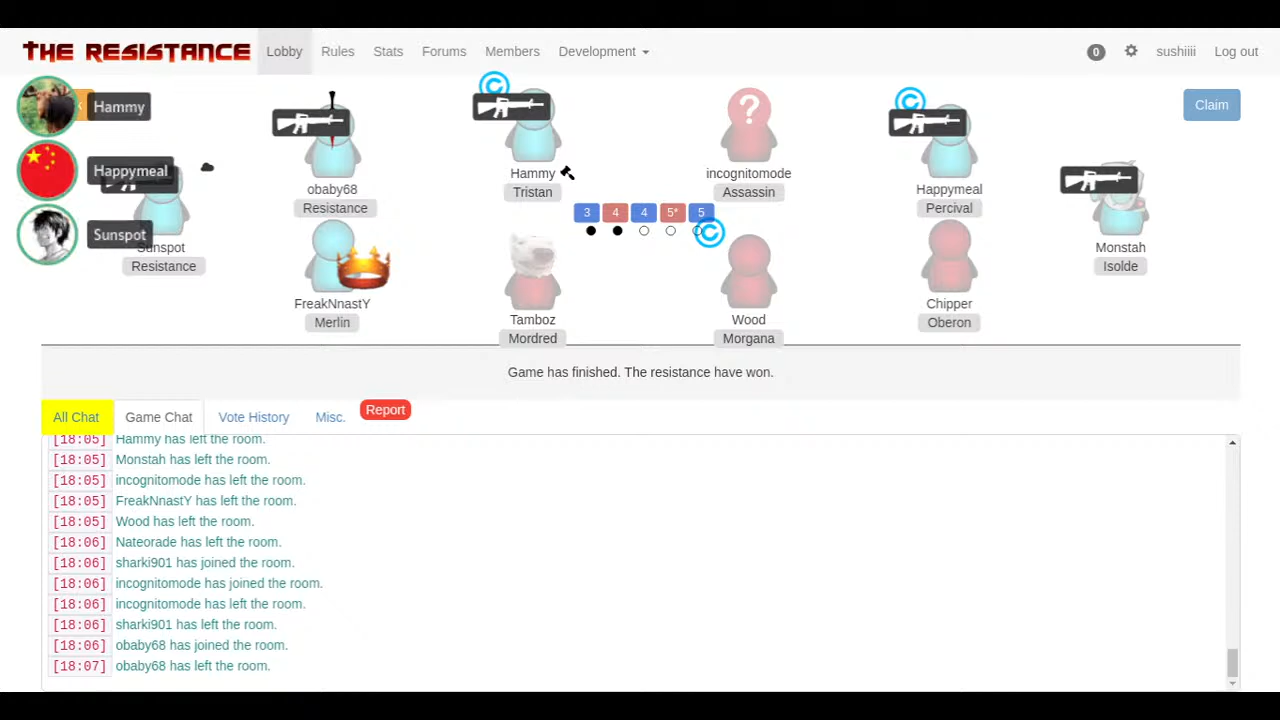 THE RESISTANCE Lobby Rules Stats Forums Members Development 0 sushiiii Log out
Hammy
Happymeal
Sunspot
Claim
obaby68
Resistance
Hammy
Tristan
?
incognitomode
Assassin
Happymeal
Percival
Sunspot
Resistance
Monstah
Isolde
3 4 4 5* 5
FreakNnastY
Merlin
Tamboz
Mordred
Wood
Morgana
Chipper
Oberon
Game has finished. The resistance have won.
All Chat Game Chat Vote History Misc. Report
[18:05] Hammy has left the room.
[18:05] Monstah has left the room.
[18:05] incognitomode has left the room.
[18:05] FreakNnastY has left the room.
[18:05] Wood has left the room.
[18:06] Nateorade has left the room.
[18:06] sharki901 has joined the room.
[18:06] incognitomode has joined the room.
[18:06] incognitomode has left the room.
[18:06] sharki901 has left the room.
[18:06] obaby68 has joined the room.
[18:07] obaby68 has left the room.